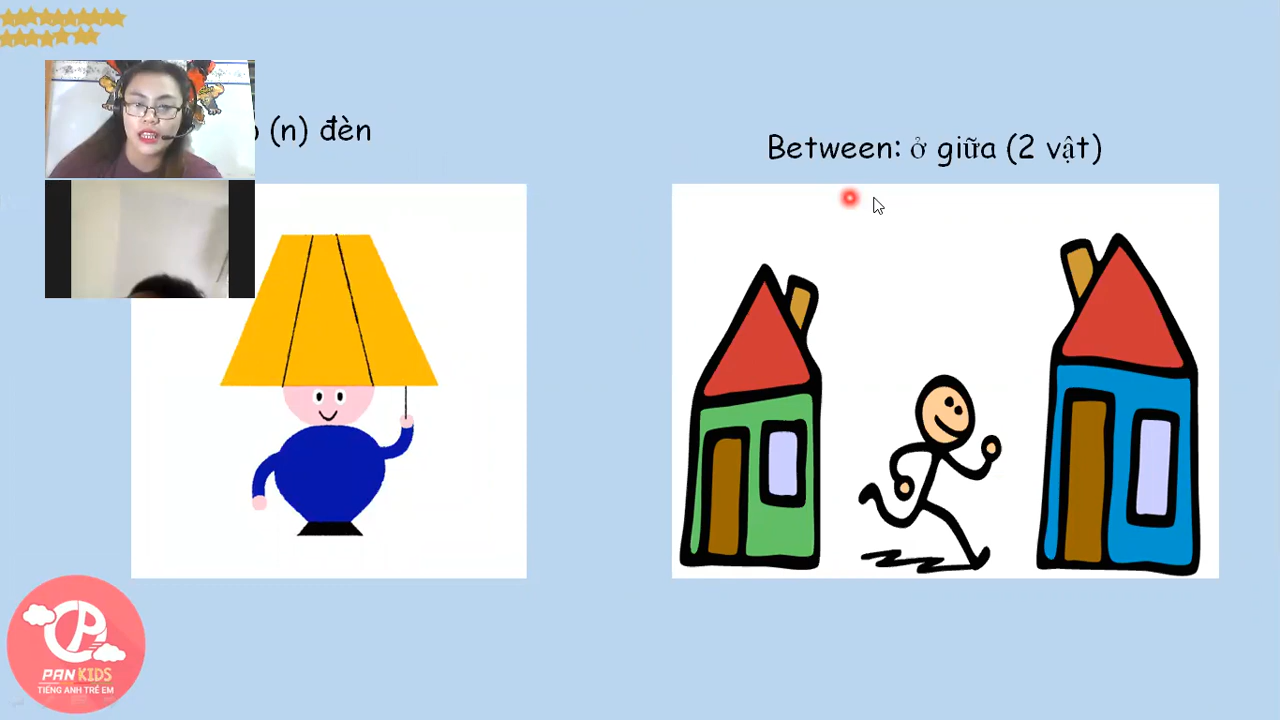 (n) đèn
Between: ở giữa (2 vật)
PAN KIDS
TIẾNG ANH TRẺ EM